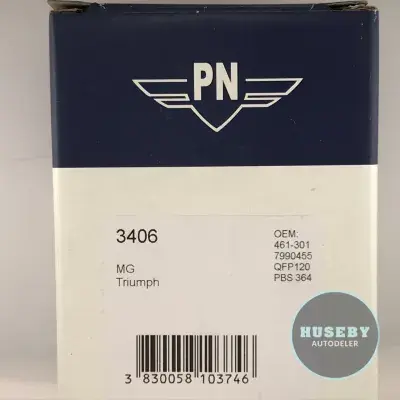 PN
3406
MG
Triumph
OEM:
461-301
7990455
QFP120
PBS 364
HUSEBY
AUTODELER
3 830058 103746